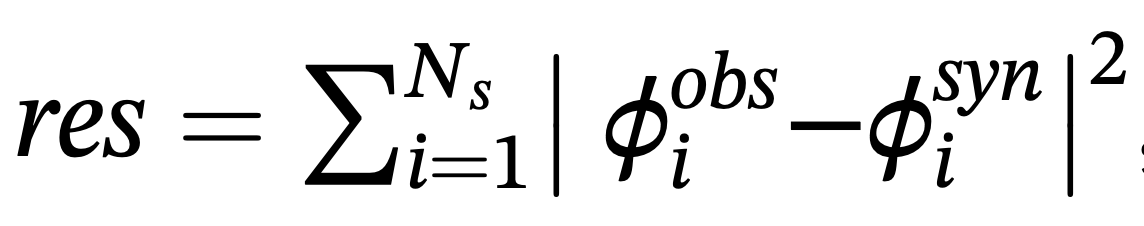 res = ∑_{i=1}^{N_s} | ϕ_i^{obs} − ϕ_i^{syn} |^2